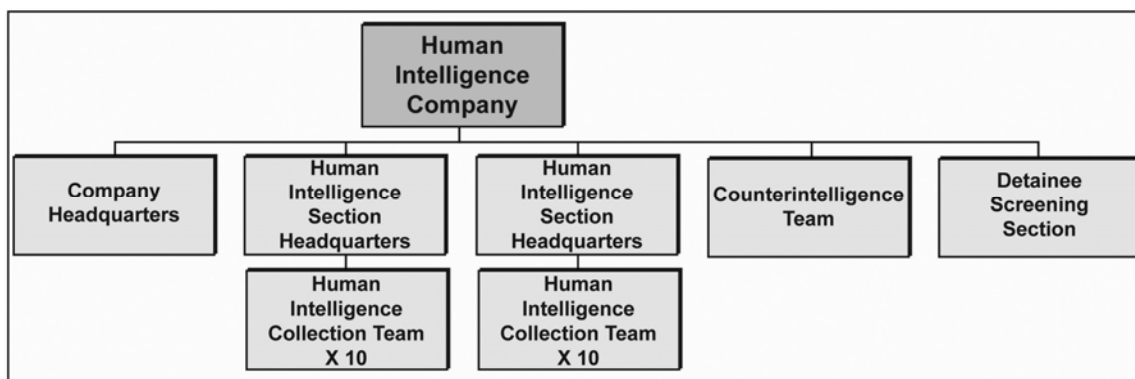 Human
Intelligence
Company
Company
Headquarters
Human
Intelligence
Section
Headquarters
Human
Intelligence
Section
Headquarters
Counterintelligence
Team
Detainee
Screening
Section
Human
Intelligence
Collection Team
X 10
Human
Intelligence
Collection Team
X 10